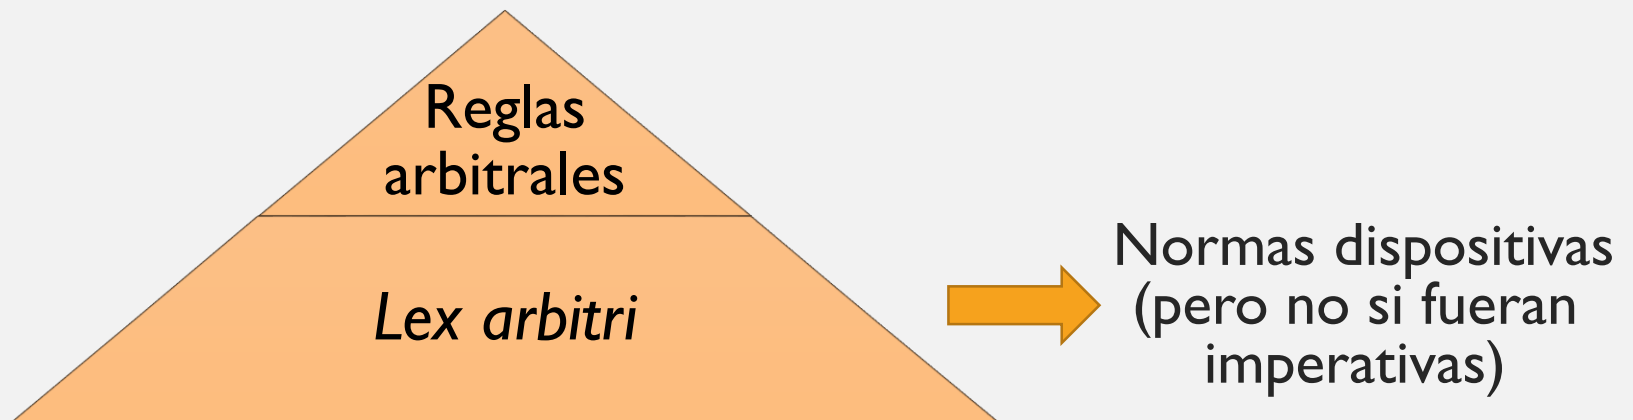 Reglas
arbitrales
Lex arbitri
Normas dispositivas
(pero no si fueran
imperativas)